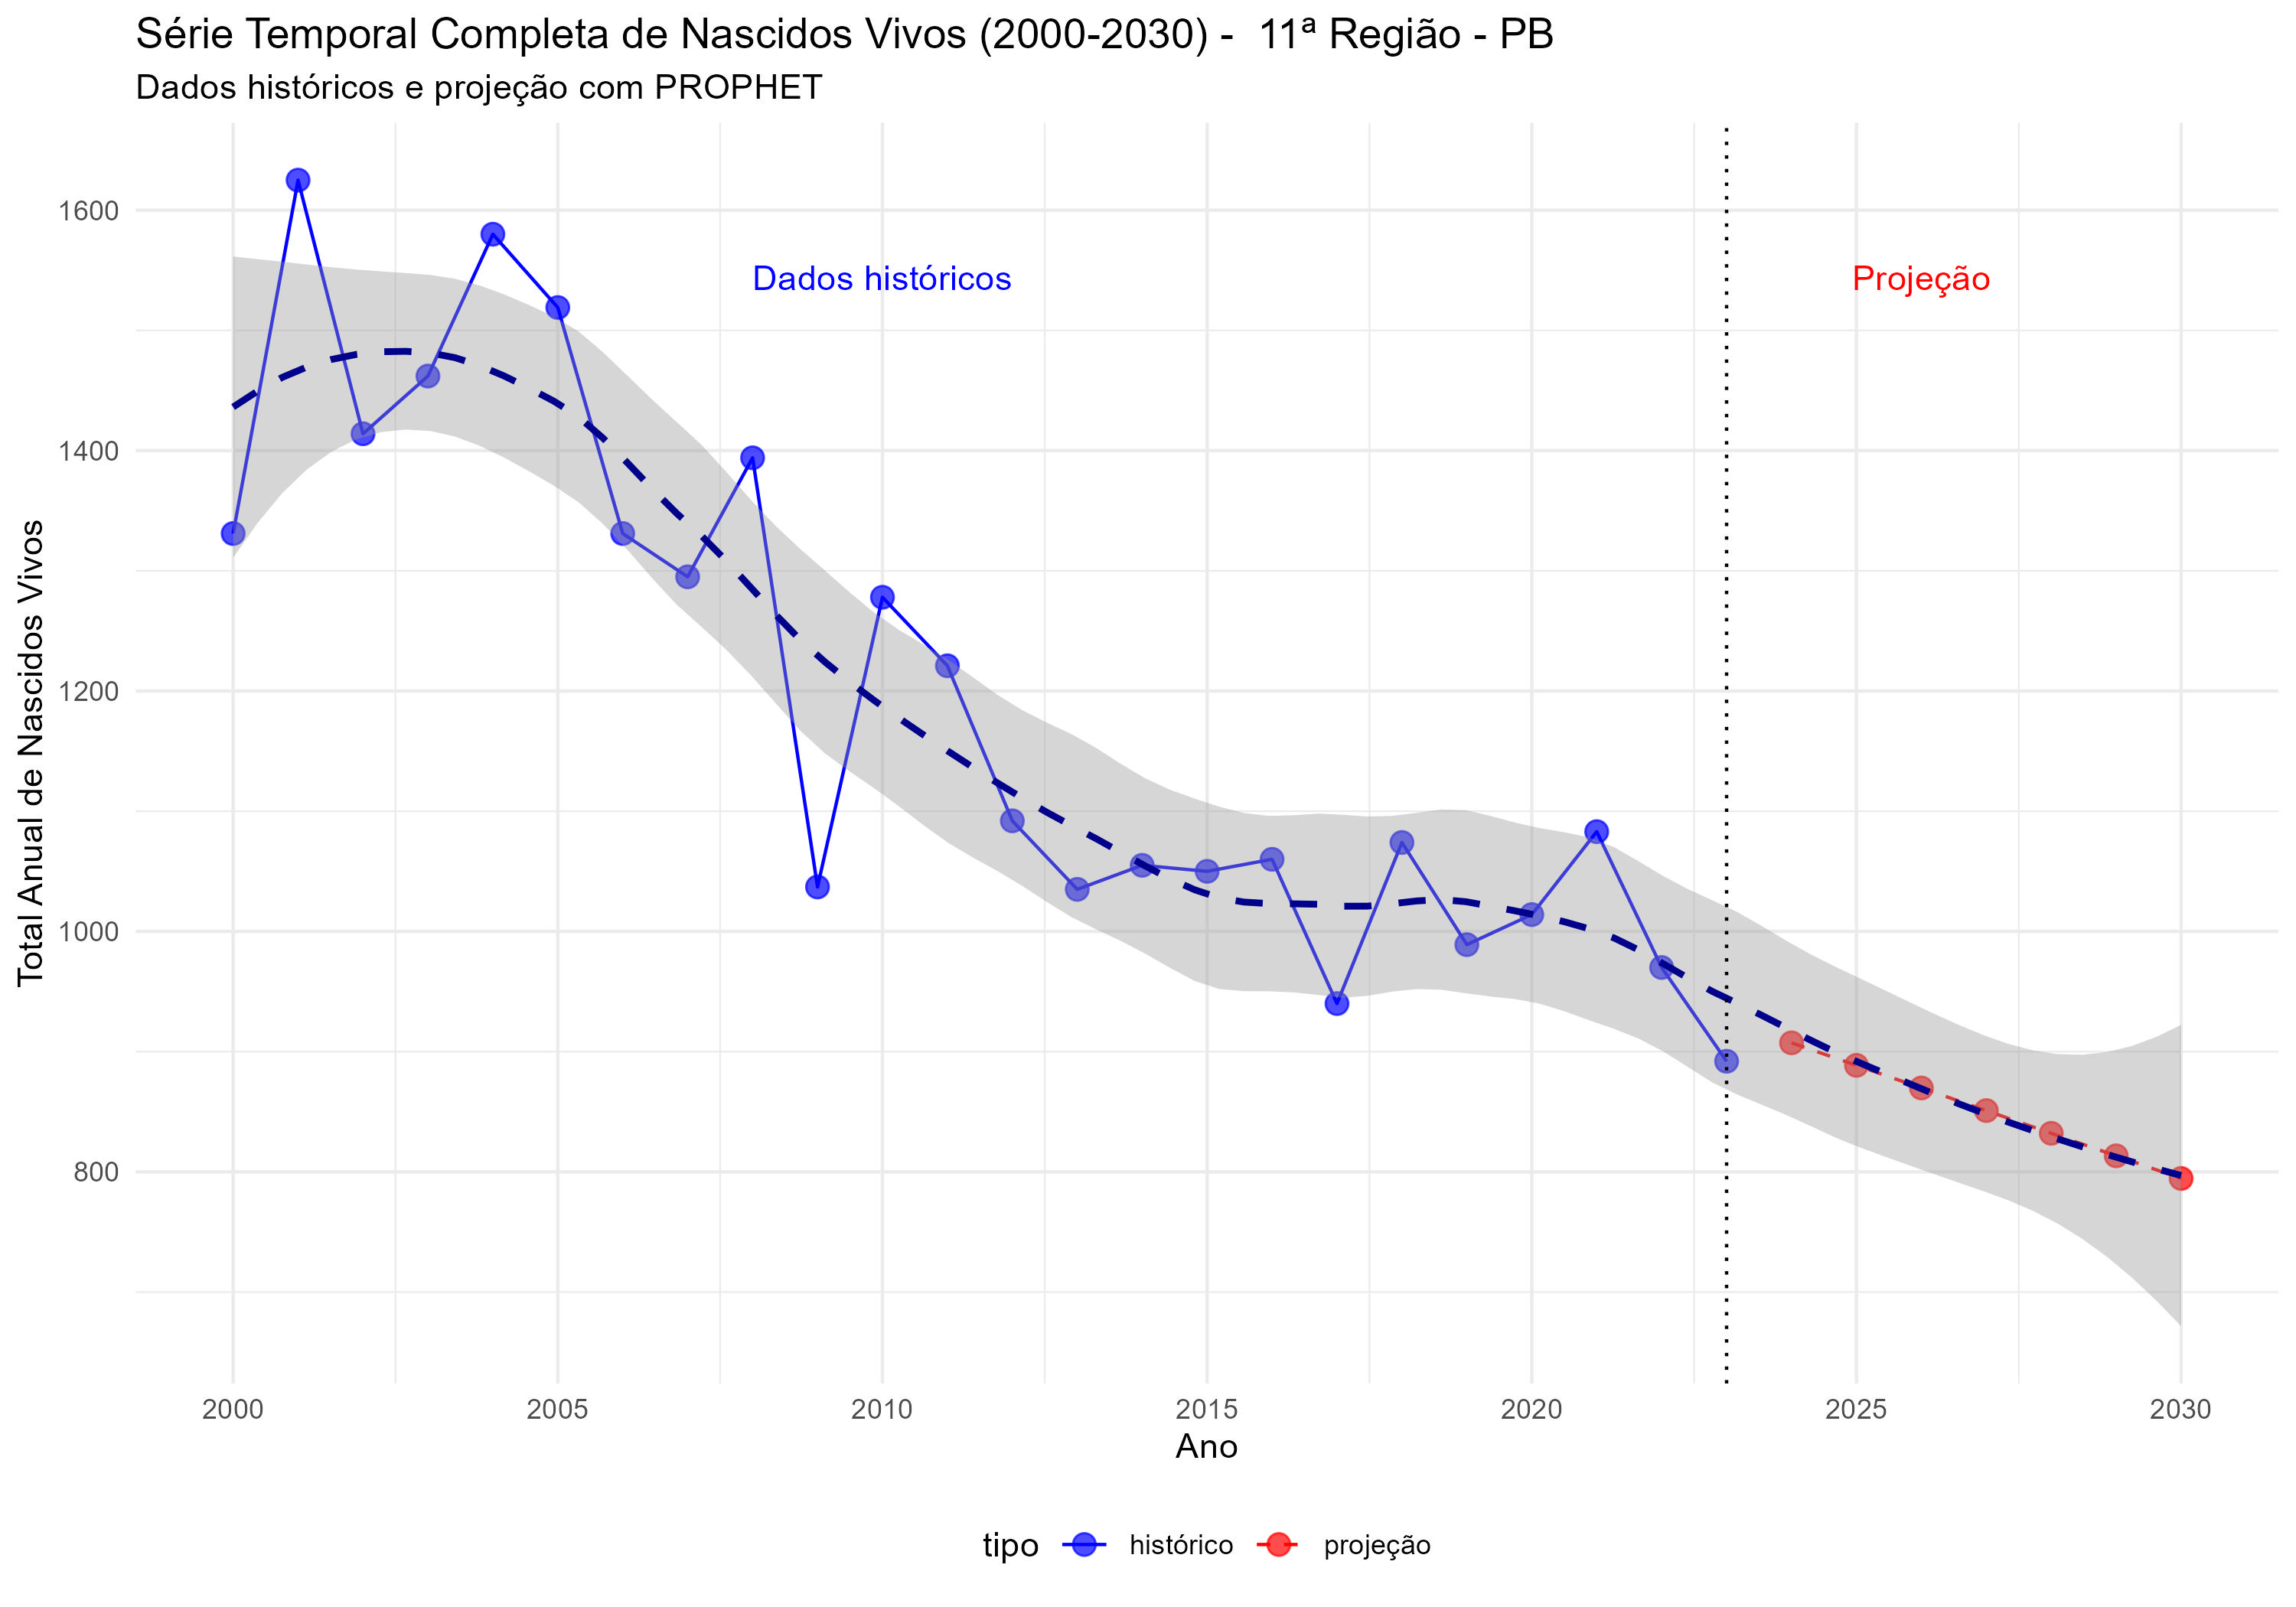 Série Temporal Completa de Nascidos Vivos (2000-2030) -  11ª Região - PB
Dados históricos e projeção com PROPHET
Total Anual de Nascidos Vivos
1600
1400
1200
1000
800
Dados históricos
Projeção
2000
2005
2010
2015
2020
2025
2030
Ano
tipo
histórico
projeção